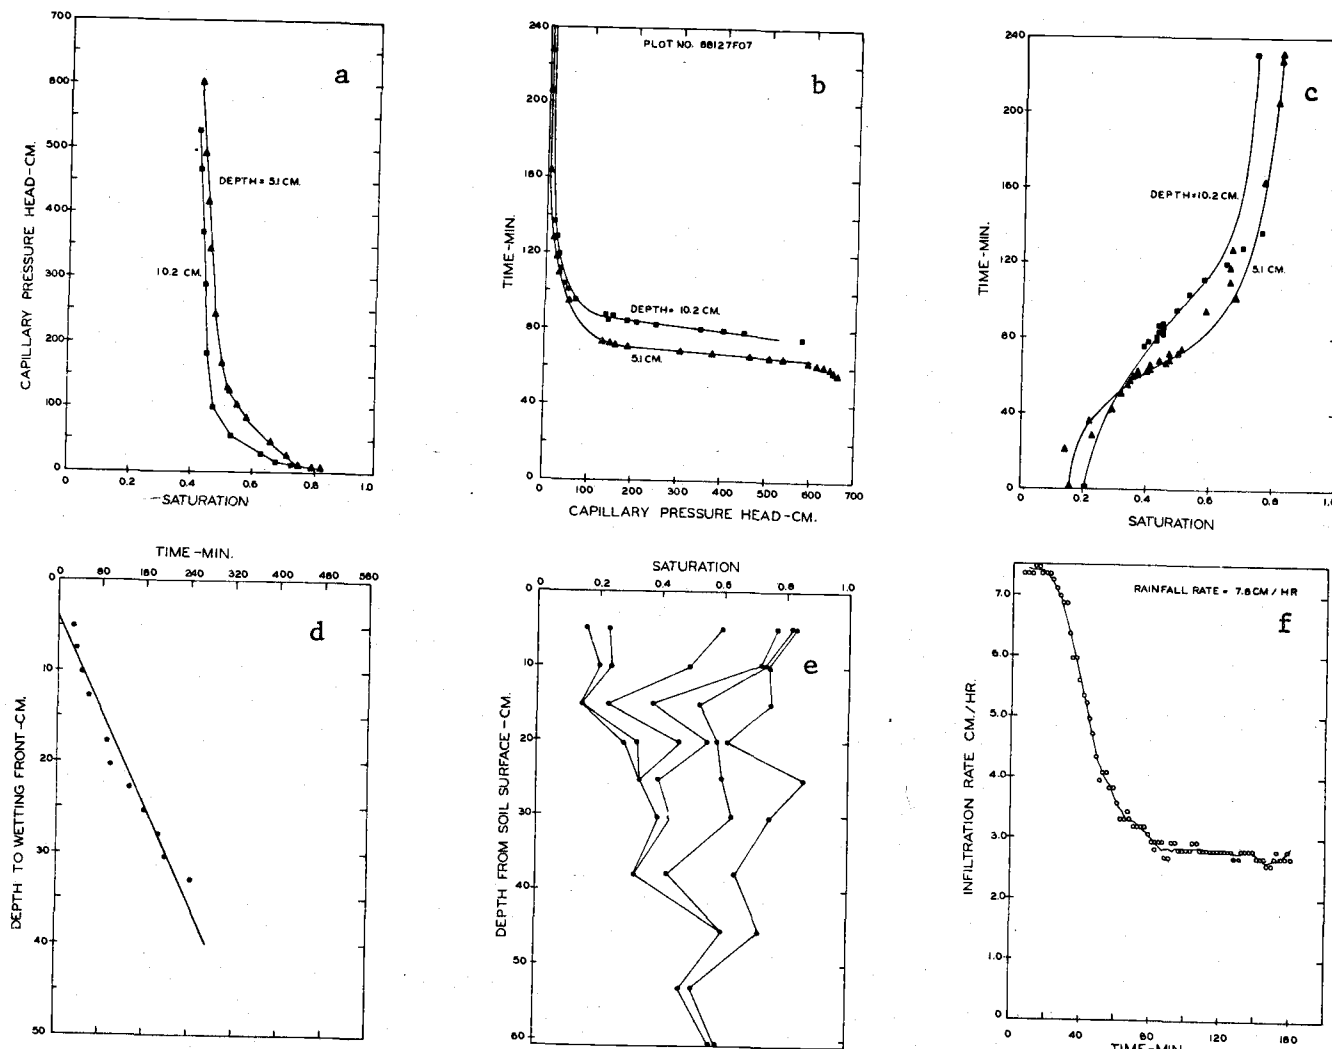 700
600
500
400
300
200
100
0
CAPILLARY PRESSURE HEAD-CM.
a
DEPTH = 5.1 CM.
10.2 CM.
0 0.2 0.4 0.6 0.8 1.0
SATURATION
240
200
160
120
80
40
0
TIME-MIN.
PLOT NO. 88127F07
b
DEPTH=10.2 CM.
5.1 CM.
0 100 200 300 400 500 600 700
CAPILLARY PRESSURE HEAD-CM.
240
200
160
120
80
40
0
TIME-MIN.
c
DEPTH=10.2 CM.
5.1 CM.
0 0.2 0.4 0.6 0.8 1.0
SATURATION
TIME-MIN.
0 80 160 240 320 400 480 560
0
10
20
30
40
50
DEPTH TO WETTING FRONT-CM.
d
SATURATION
0 0.2 0.4 0.6 0.8 1.0
0
10
20
30
40
50
60
DEPTH FROM SOIL SURFACE-CM.
e
7.0
6.0
5.0
4.0
3.0
2.0
1.0
0
INFILTRATION RATE CM./HR.
RAINFALL RATE = 7.8 CM/HR
f
0 40 80 120 160
TIME-MIN.